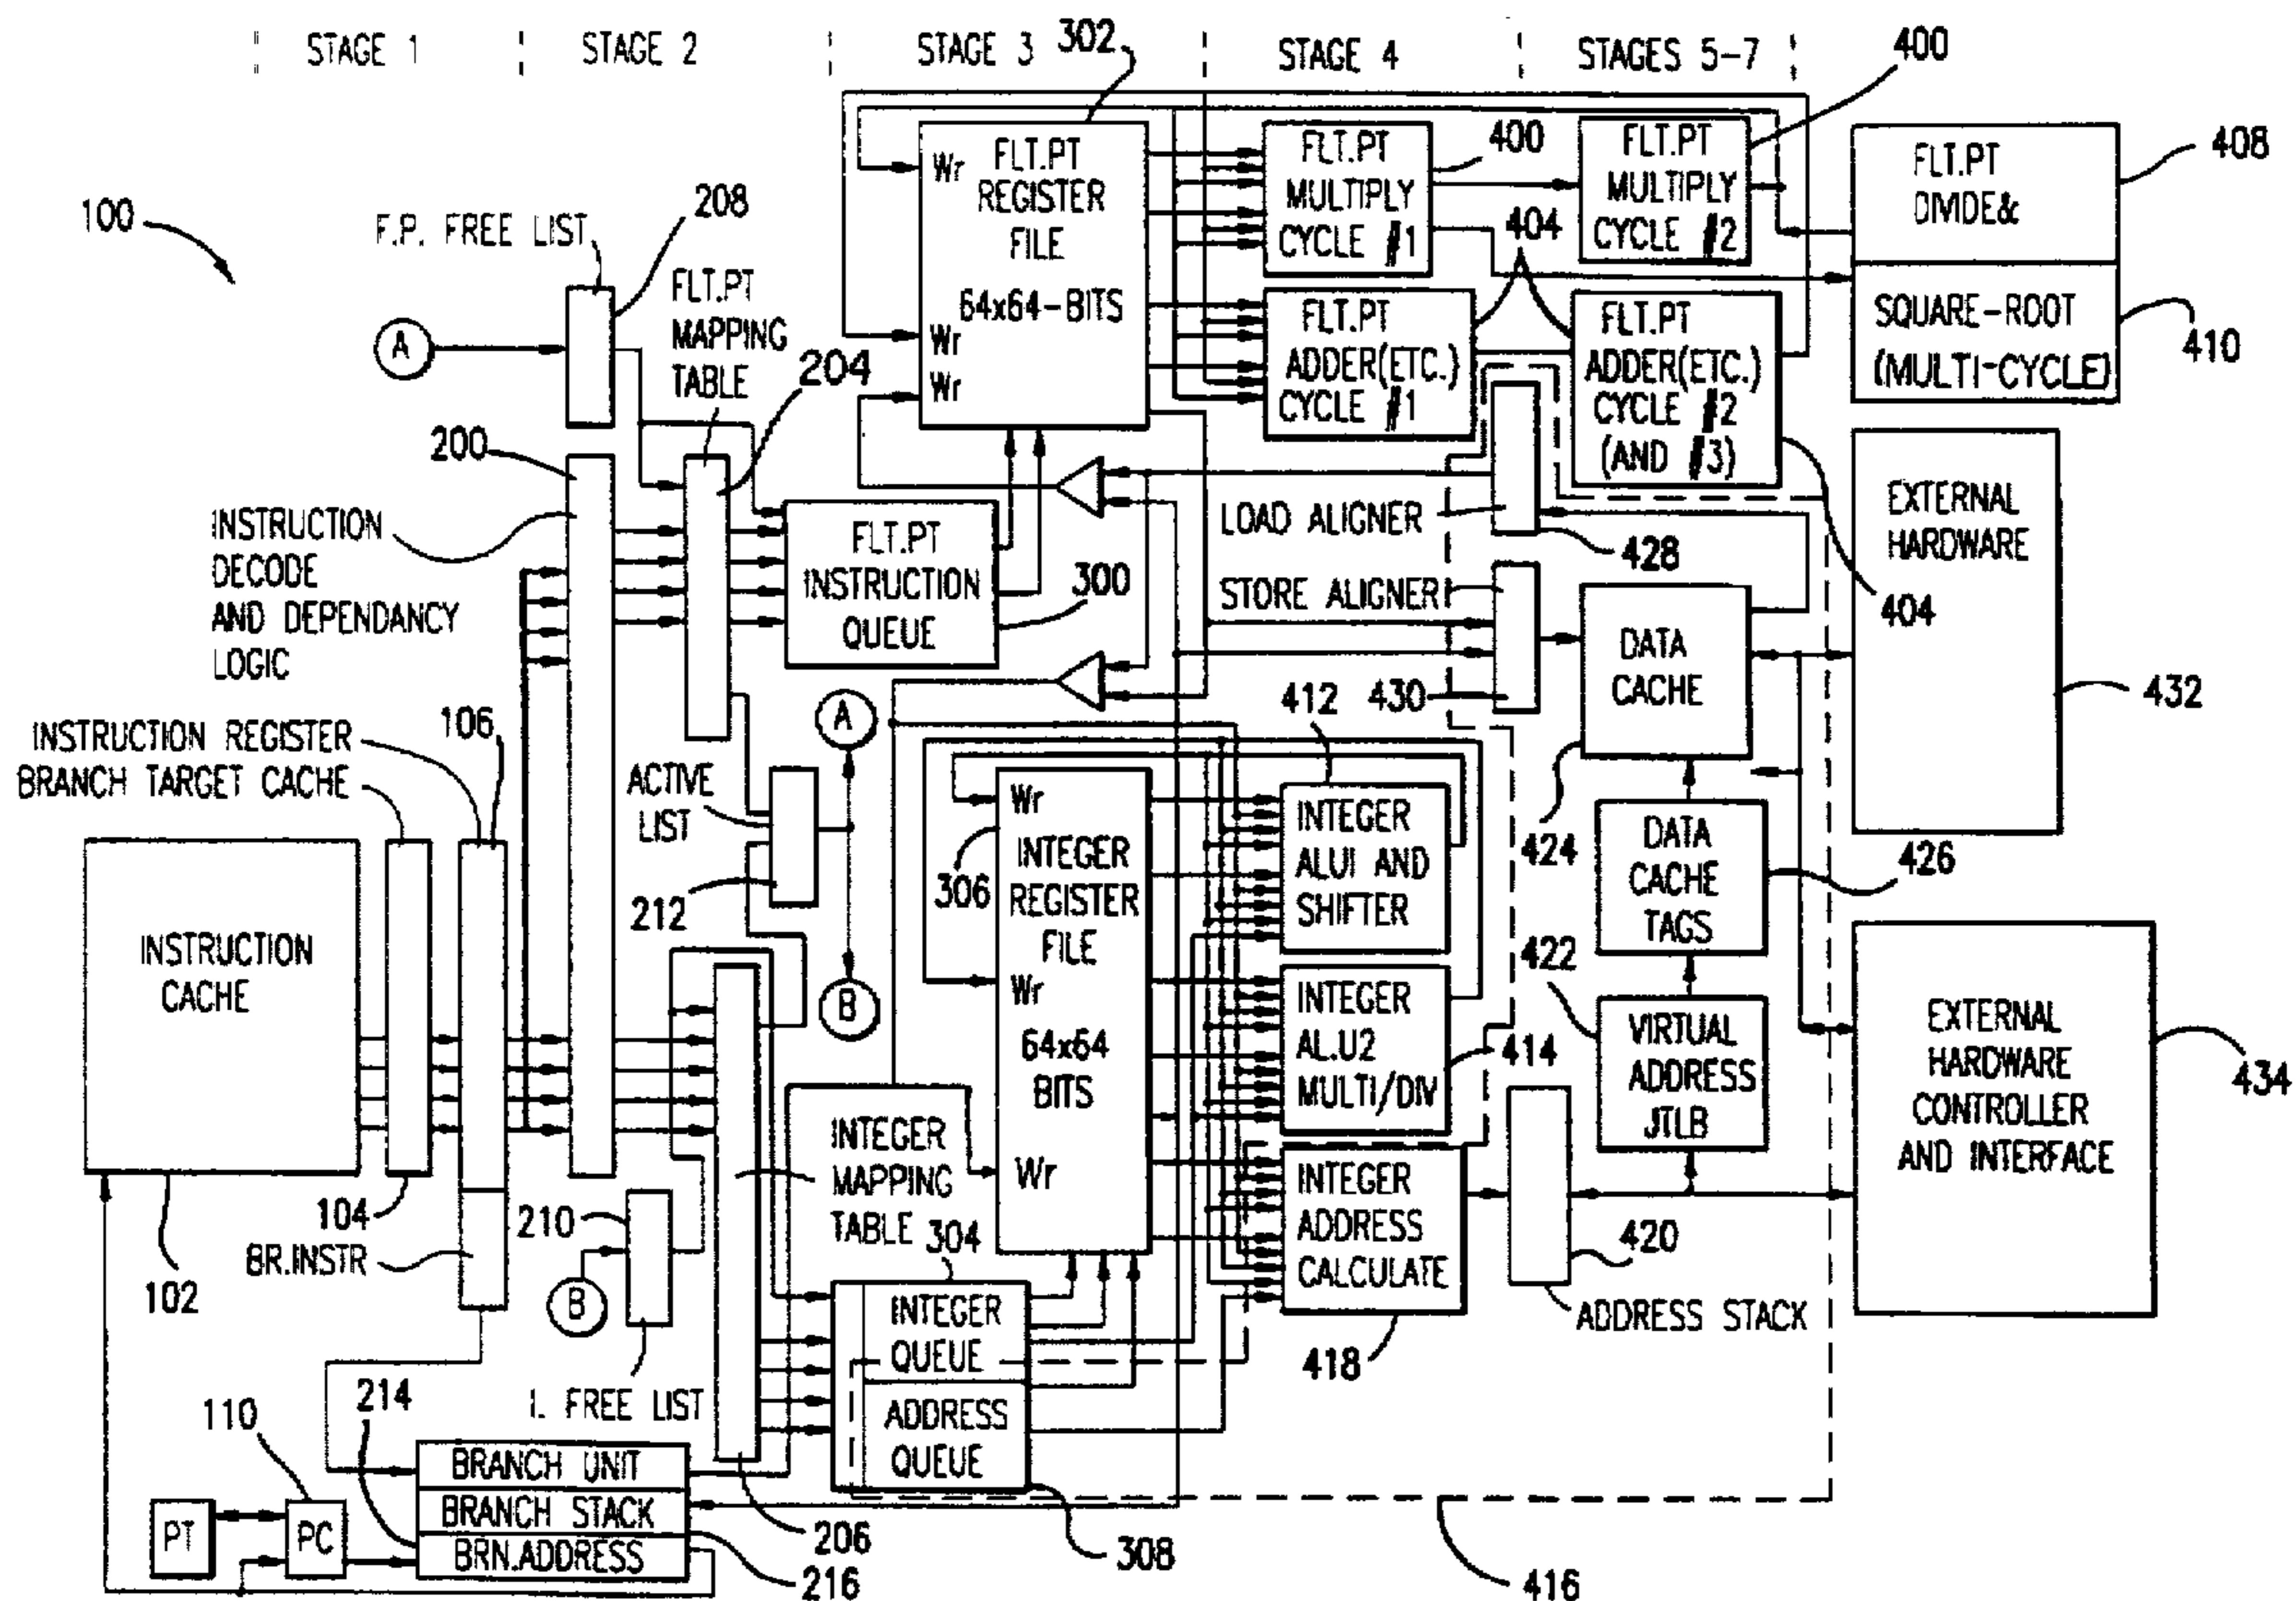 STAGE 1
STAGE 2
STAGE 3
302
STAGE 4
STAGES 5-7
400
100
F.P. FREE LIST
208
FLT.PT
MAPPING
TABLE
204
A
200
INSTRUCTION
DECODE
AND DEPENDANCY
LOGIC
Wr
FLT.PT
REGISTER
FILE
64x64-BITS
Wr
Wr
FLT.PT
MULTIPLY
CYCLE #1
400
404
FLT.PT
MULTIPLY
CYCLE #2
FLT.PT
DIVIDE&
408
SQUARE-ROOT
(MULTI-CYCLE)
410
FLT.PT
ADDER(ETC.)
CYCLE #1
FLT.PT
ADDER(ETC.)
CYCLE #2
(AND #3)
404
FLT.PT
INSTRUCTION
QUEUE
300
LOAD ALIGNER
428
STORE ALIGNER
430
DATA
CACHE
424
EXTERNAL
HARDWARE
432
INSTRUCTION REGISTER
106
BRANCH TARGET CACHE
INSTRUCTION
CACHE
102
104
BR.INSTR
ACTIVE
LIST
212
A
B
306
Wr
INTEGER
REGISTER
FILE
Wr
64x64
BITS
Wr
412
INTEGER
ALU1 AND
SHIFTER
INTEGER
AL.U2
MULTI/DIV
414
INTEGER
ADDRESS
CALCULATE
418
DATA
CACHE
TAGS
426
422
VIRTUAL
ADDRESS
JTLB
420
ADDRESS STACK
EXTERNAL
HARDWARE
CONTROLLER
AND INTERFACE
434
210
B
I. FREE LIST
INTEGER
MAPPING
TABLE
304
INTEGER
QUEUE
ADDRESS
QUEUE
308
206
214
110
PT
PC
BRANCH UNIT
BRANCH STACK
BRN.ADDRESS
216
416